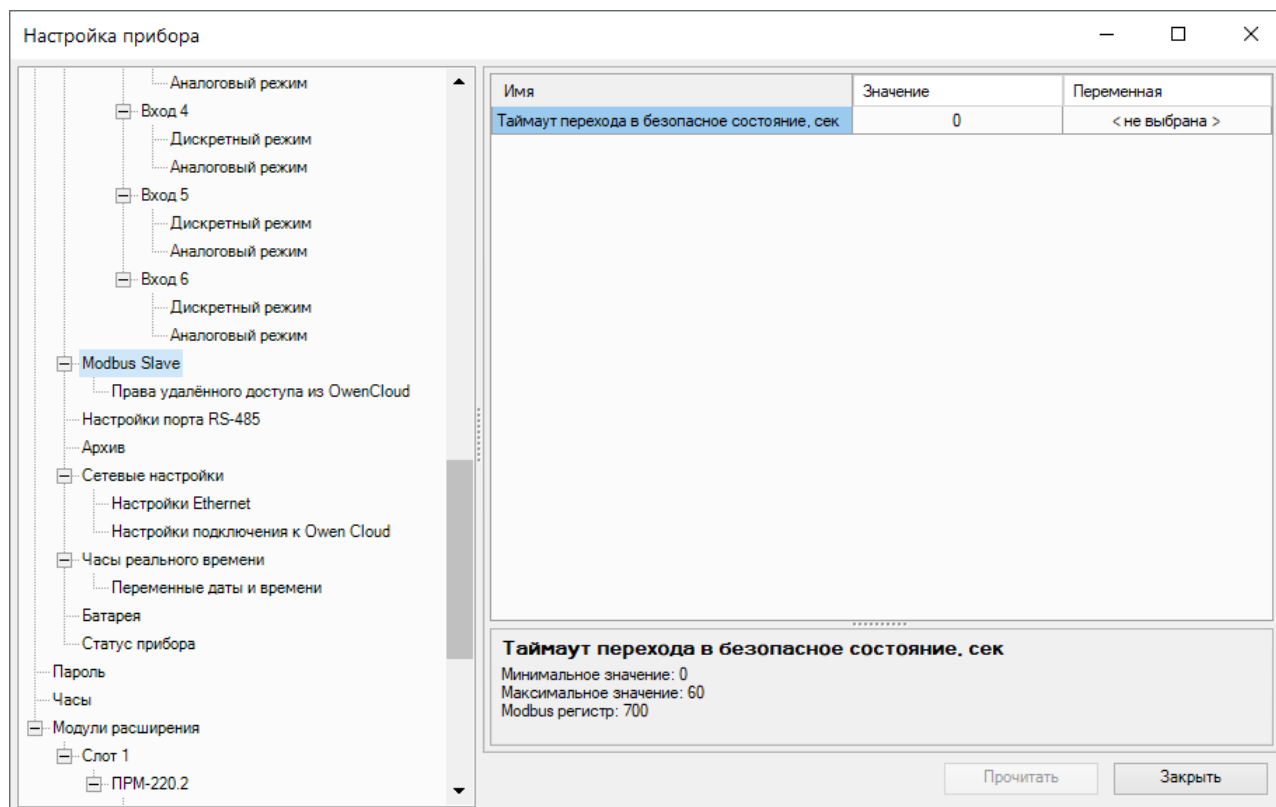 Настройка прибора
Аналоговый режим
Вход 4
Дискретный режим
Аналоговый режим
Вход 5
Дискретный режим
Аналоговый режим
Вход 6
Дискретный режим
Аналоговый режим
Modbus Slave
Права удалённого доступа из OwenCloud
Настройки порта RS-485
Архив
Сетевые настройки
Настройки Ethernet
Настройки подключения к Owen Cloud
Часы реального времени
Переменные даты и времени
Батарея
Статус прибора
Пароль
Часы
Модули расширения
Слот 1
ПРМ-220.2
Имя Значение Переменная
Таймаут перехода в безопасное состояние, сек 0 < не выбрана >
Таймаут перехода в безопасное состояние, сек
Минимальное значение: 0
Максимальное значение: 60
Modbus регистр: 700
Прочитать Закрыть